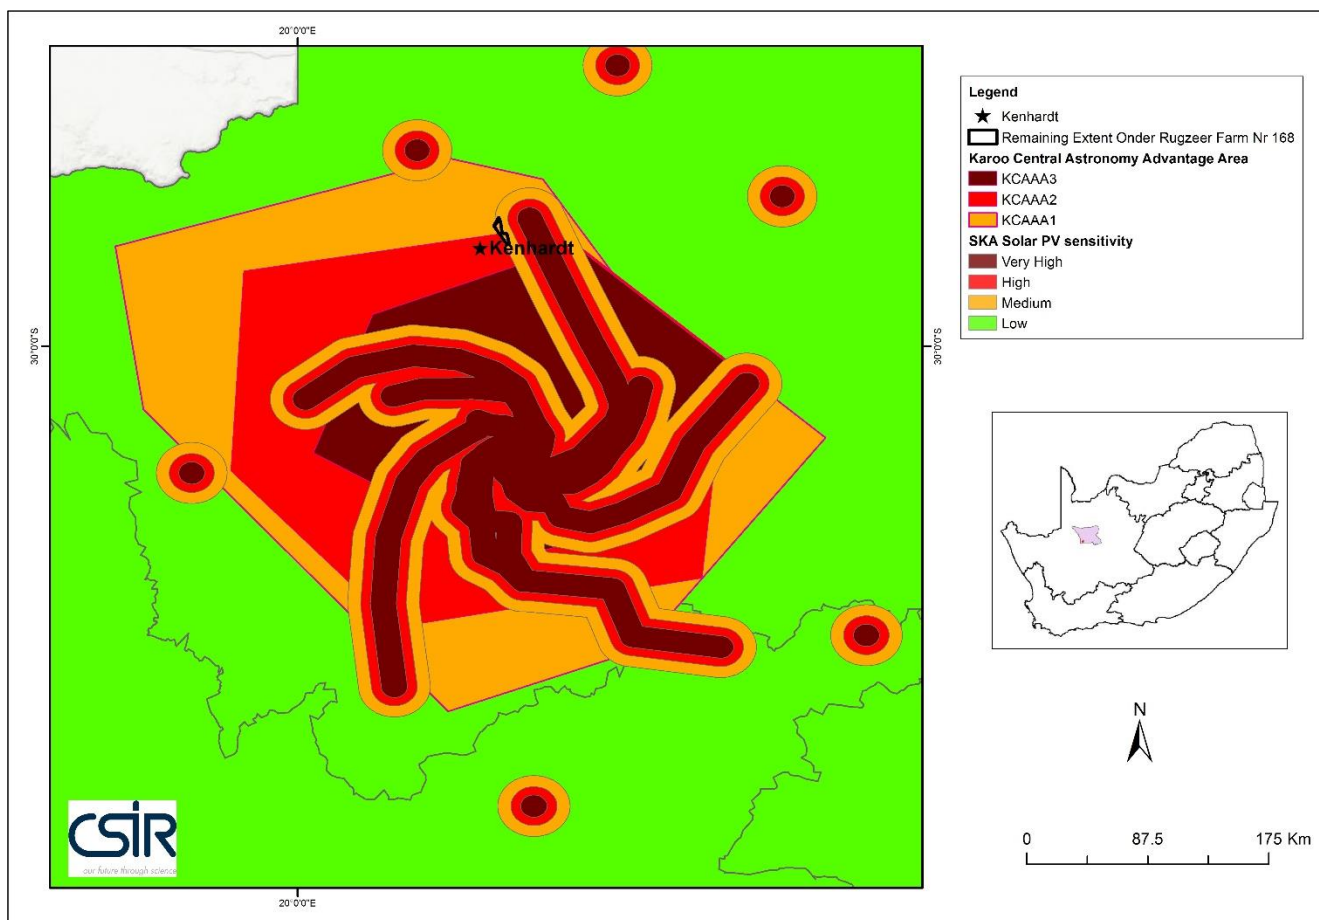 20°0'0"E
Legend
Kenhardt
Remaining Extent Onder Rugzeer Farm Nr 168
Karoo Central Astronomy Advantage Area
KCAAA3
KCAAA2
KCAAA1
SKA Solar PV sensitivity
Very High
High
Medium
Low
Kenhardt
30°0'0"S
30°0'0"S
N
0 87.5 175 Km
CSIR
our future through science
20°0'0"E